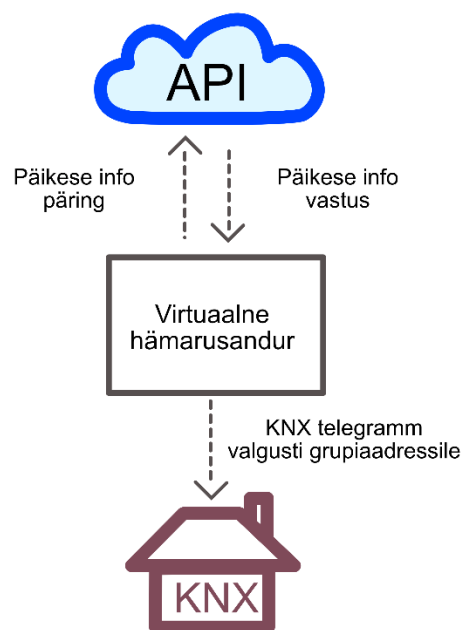 API
Päikese info
päring
Päikese info
vastus
Virtuaalne
hämarusandur
KNX telegramm
valgusti grupiaadressile
KNX